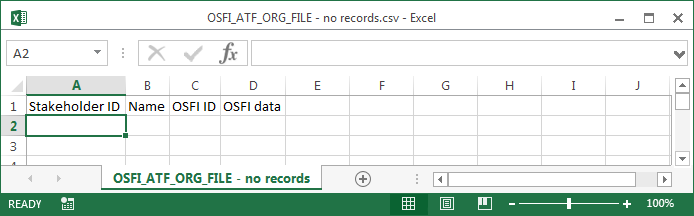 OSFI_ATF_ORG_FILE - no records.csv - Excel
A2 fx
A B C D E F G H I J
1 Stakeholder ID Name OSFI ID OSFI data
2
3
OSFI_ATF_ORG_FILE - no records
READY 100%